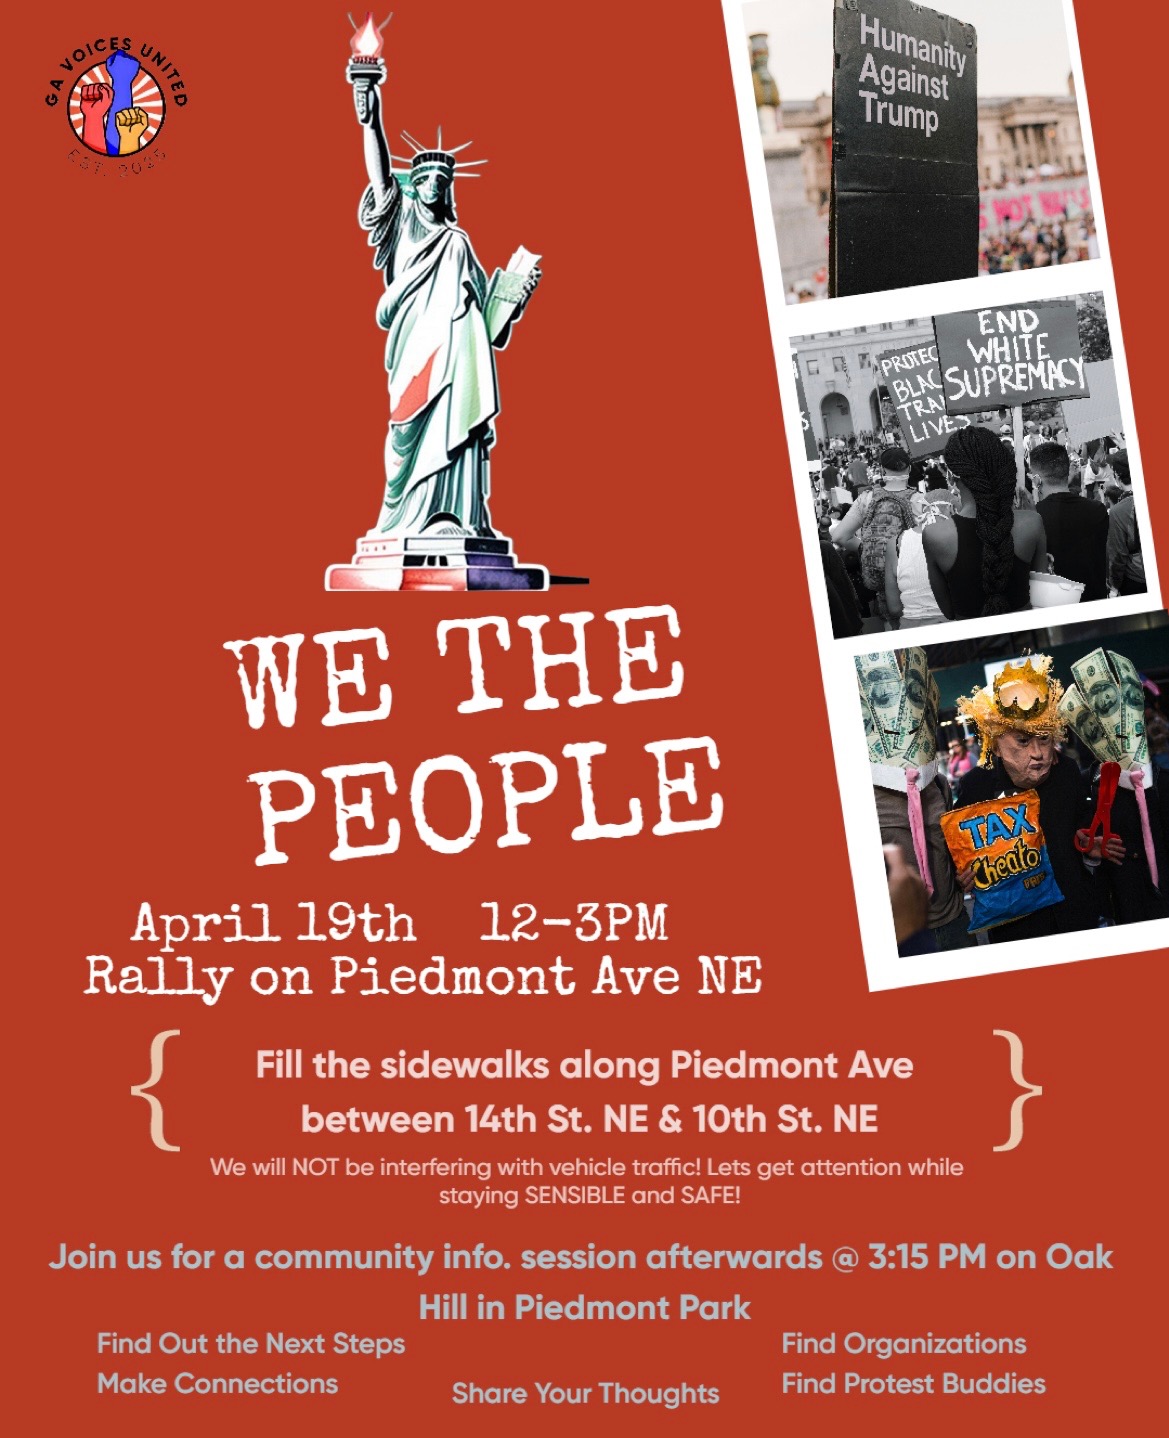 GA VOICES UNITED
EST. 2025
Humanity
Against
Trump
NOT
END
WHITE
SUPREMACY
PROTEC
BLAC
TRA
LIVES
TAX
Cheato
WE THE
PEOPLE
April 19th 12-3PM
Rally on Piedmont Ave NE
{ Fill the sidewalks along Piedmont Ave }
between 14th St. NE & 10th St. NE
We will NOT be interfering with vehicle traffic! Lets get attention while
staying SENSIBLE and SAFE!
Join us for a community info. session afterwards @ 3:15 PM on Oak
Hill in Piedmont Park
Find Out the Next Steps
Make Connections
Share Your Thoughts
Find Organizations
Find Protest Buddies